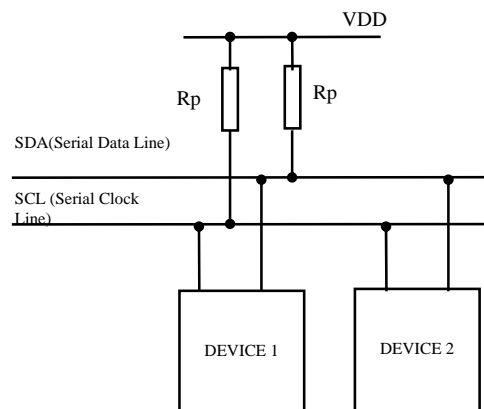 VDD
Rp
Rp
SDA(Serial Data Line)
SCL (Serial Clock
Line)
DEVICE 1
DEVICE 2